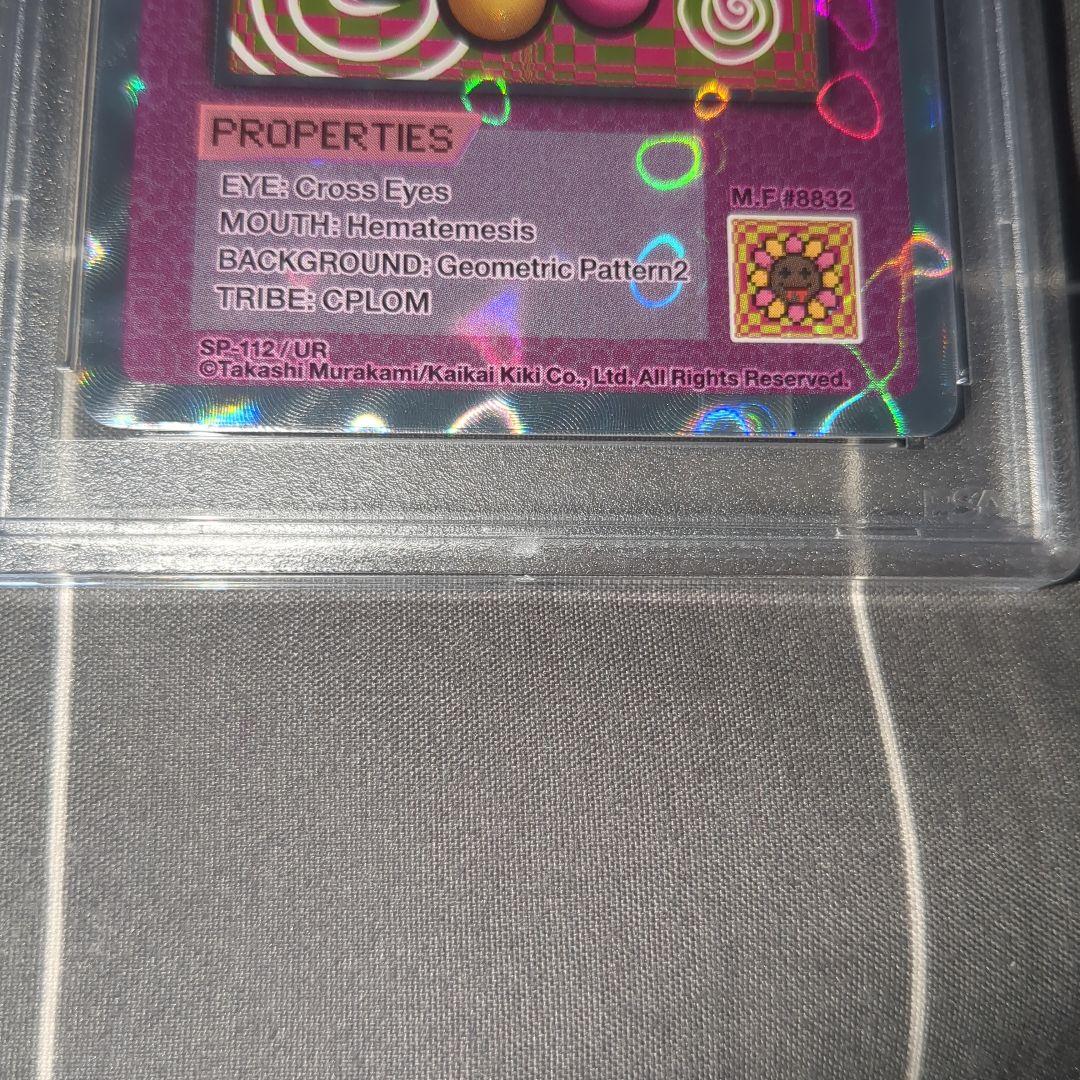 PROPERTIES
EYE: Cross Eyes
MOUTH: Hematemesis
BACKGROUND: Geometric Pattern2
TRIBE: CPLOM
M.F #8832
SP-112 / UR
©Takashi Murakami/Kaikai Kiki Co., Ltd. All Rights Reserved.
PSA